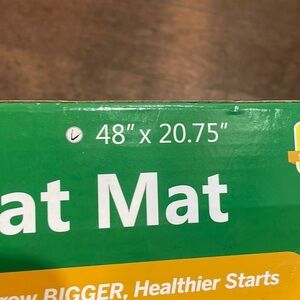 48" x 20.75"
at Mat
row BIGGER, Healthier Starts